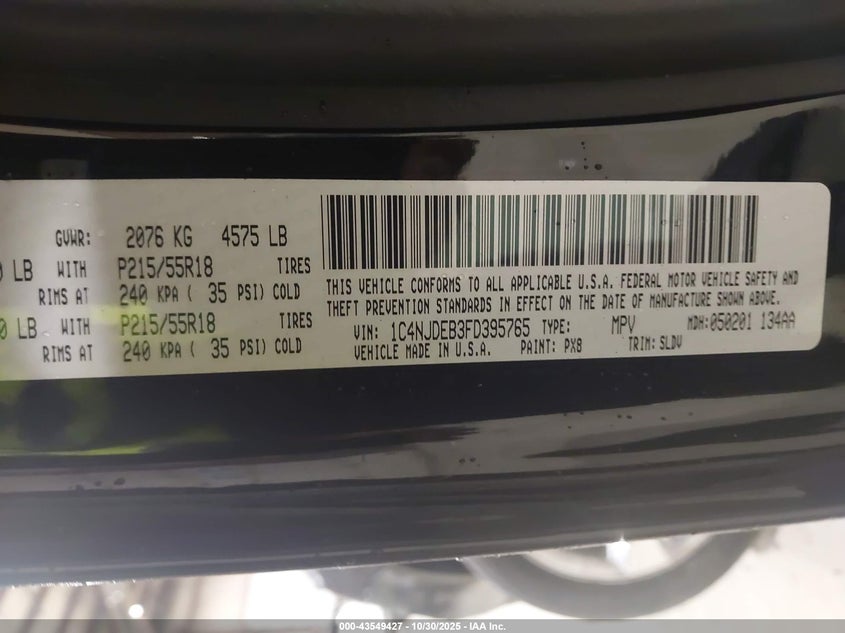 GVWR: 2076 KG 4575 LB
LB WITH P215/55R18 TIRES
RIMS AT 240 KPA ( 35 PSI) COLD
0 LB WITH P215/55R18 TIRES
RIMS AT 240 KPA ( 35 PSI) COLD
THIS VEHICLE CONFORMS TO ALL APPLICABLE U.S.A. FEDERAL MOTOR VEHICLE SAFETY AND
THEFT PREVENTION STANDARDS IN EFFECT ON THE DATE OF MANUFACTURE SHOWN ABOVE.
VIN: 1C4NJDEB3FD395765 TYPE: MPV MDH:050201 134AA
VEHICLE MADE IN U.S.A. PAINT: PX8 TRIM: SLDV
000-43549427 - 10/30/2025 - IAA Inc.